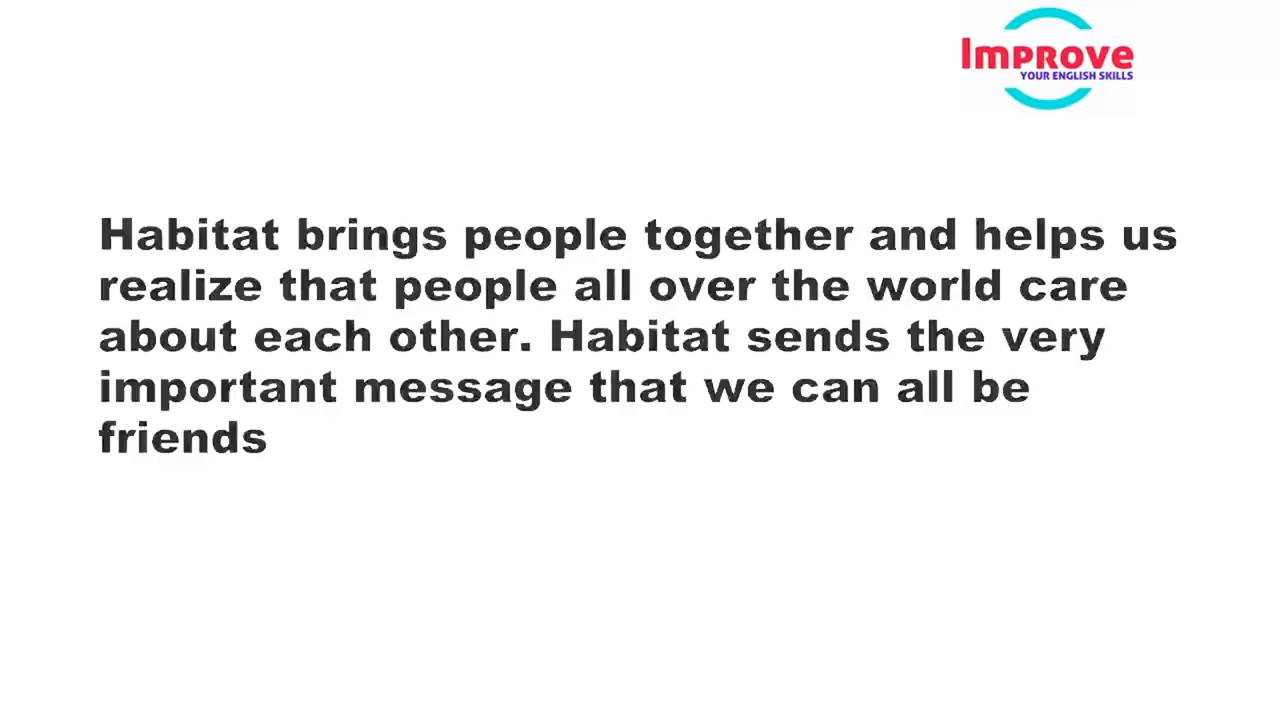 Improve
YOUR ENGLISH SKILLS
Habitat brings people together and helps us
realize that people all over the world care
about each other. Habitat sends the very
important message that we can all be
friends